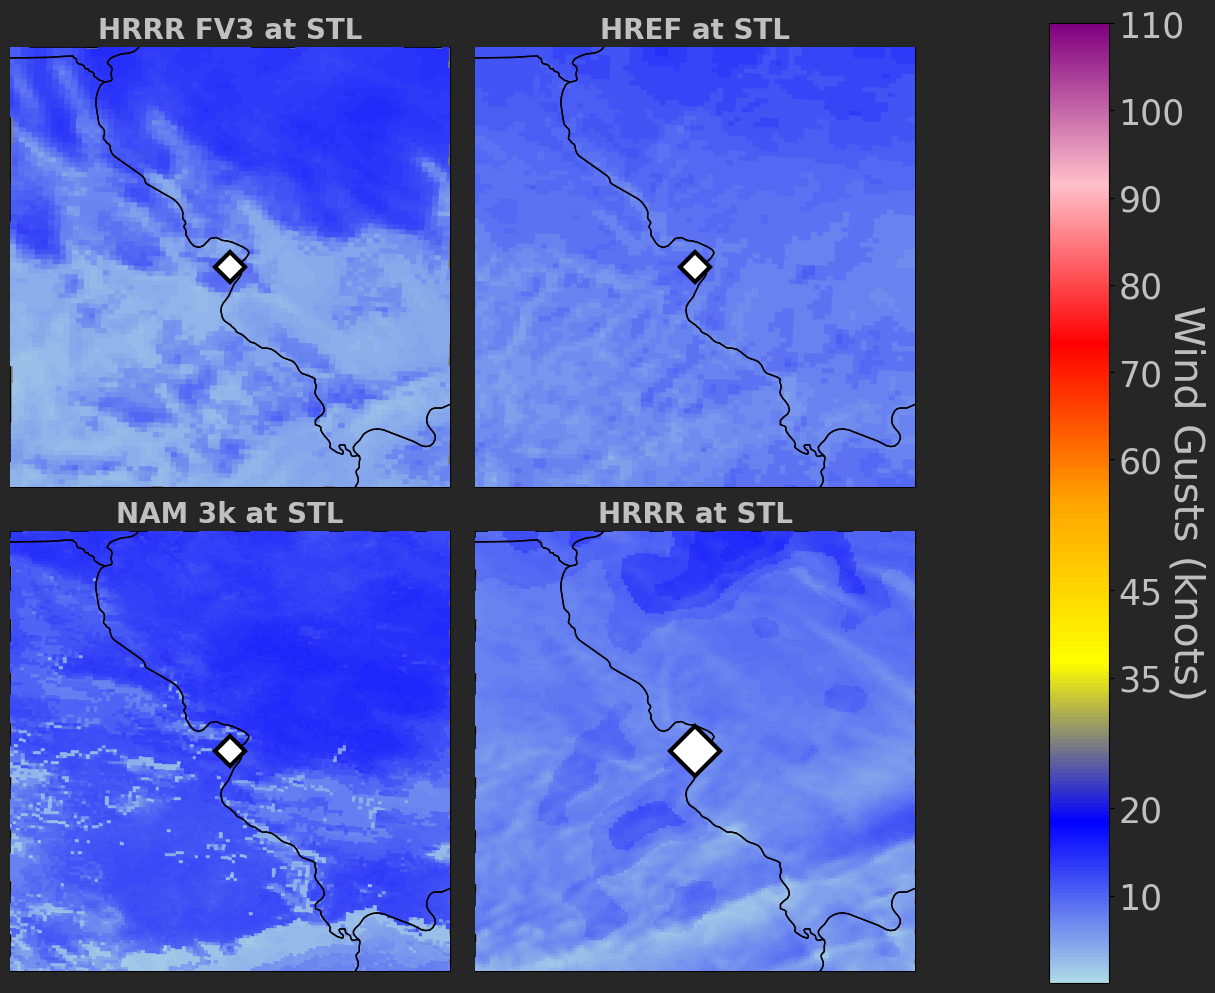 HRRR FV3 at STL
HREF at STL
NAM 3k at STL
HRRR at STL
110
100
90
80
70
60
45
35
20
10
Wind Gusts (knots)